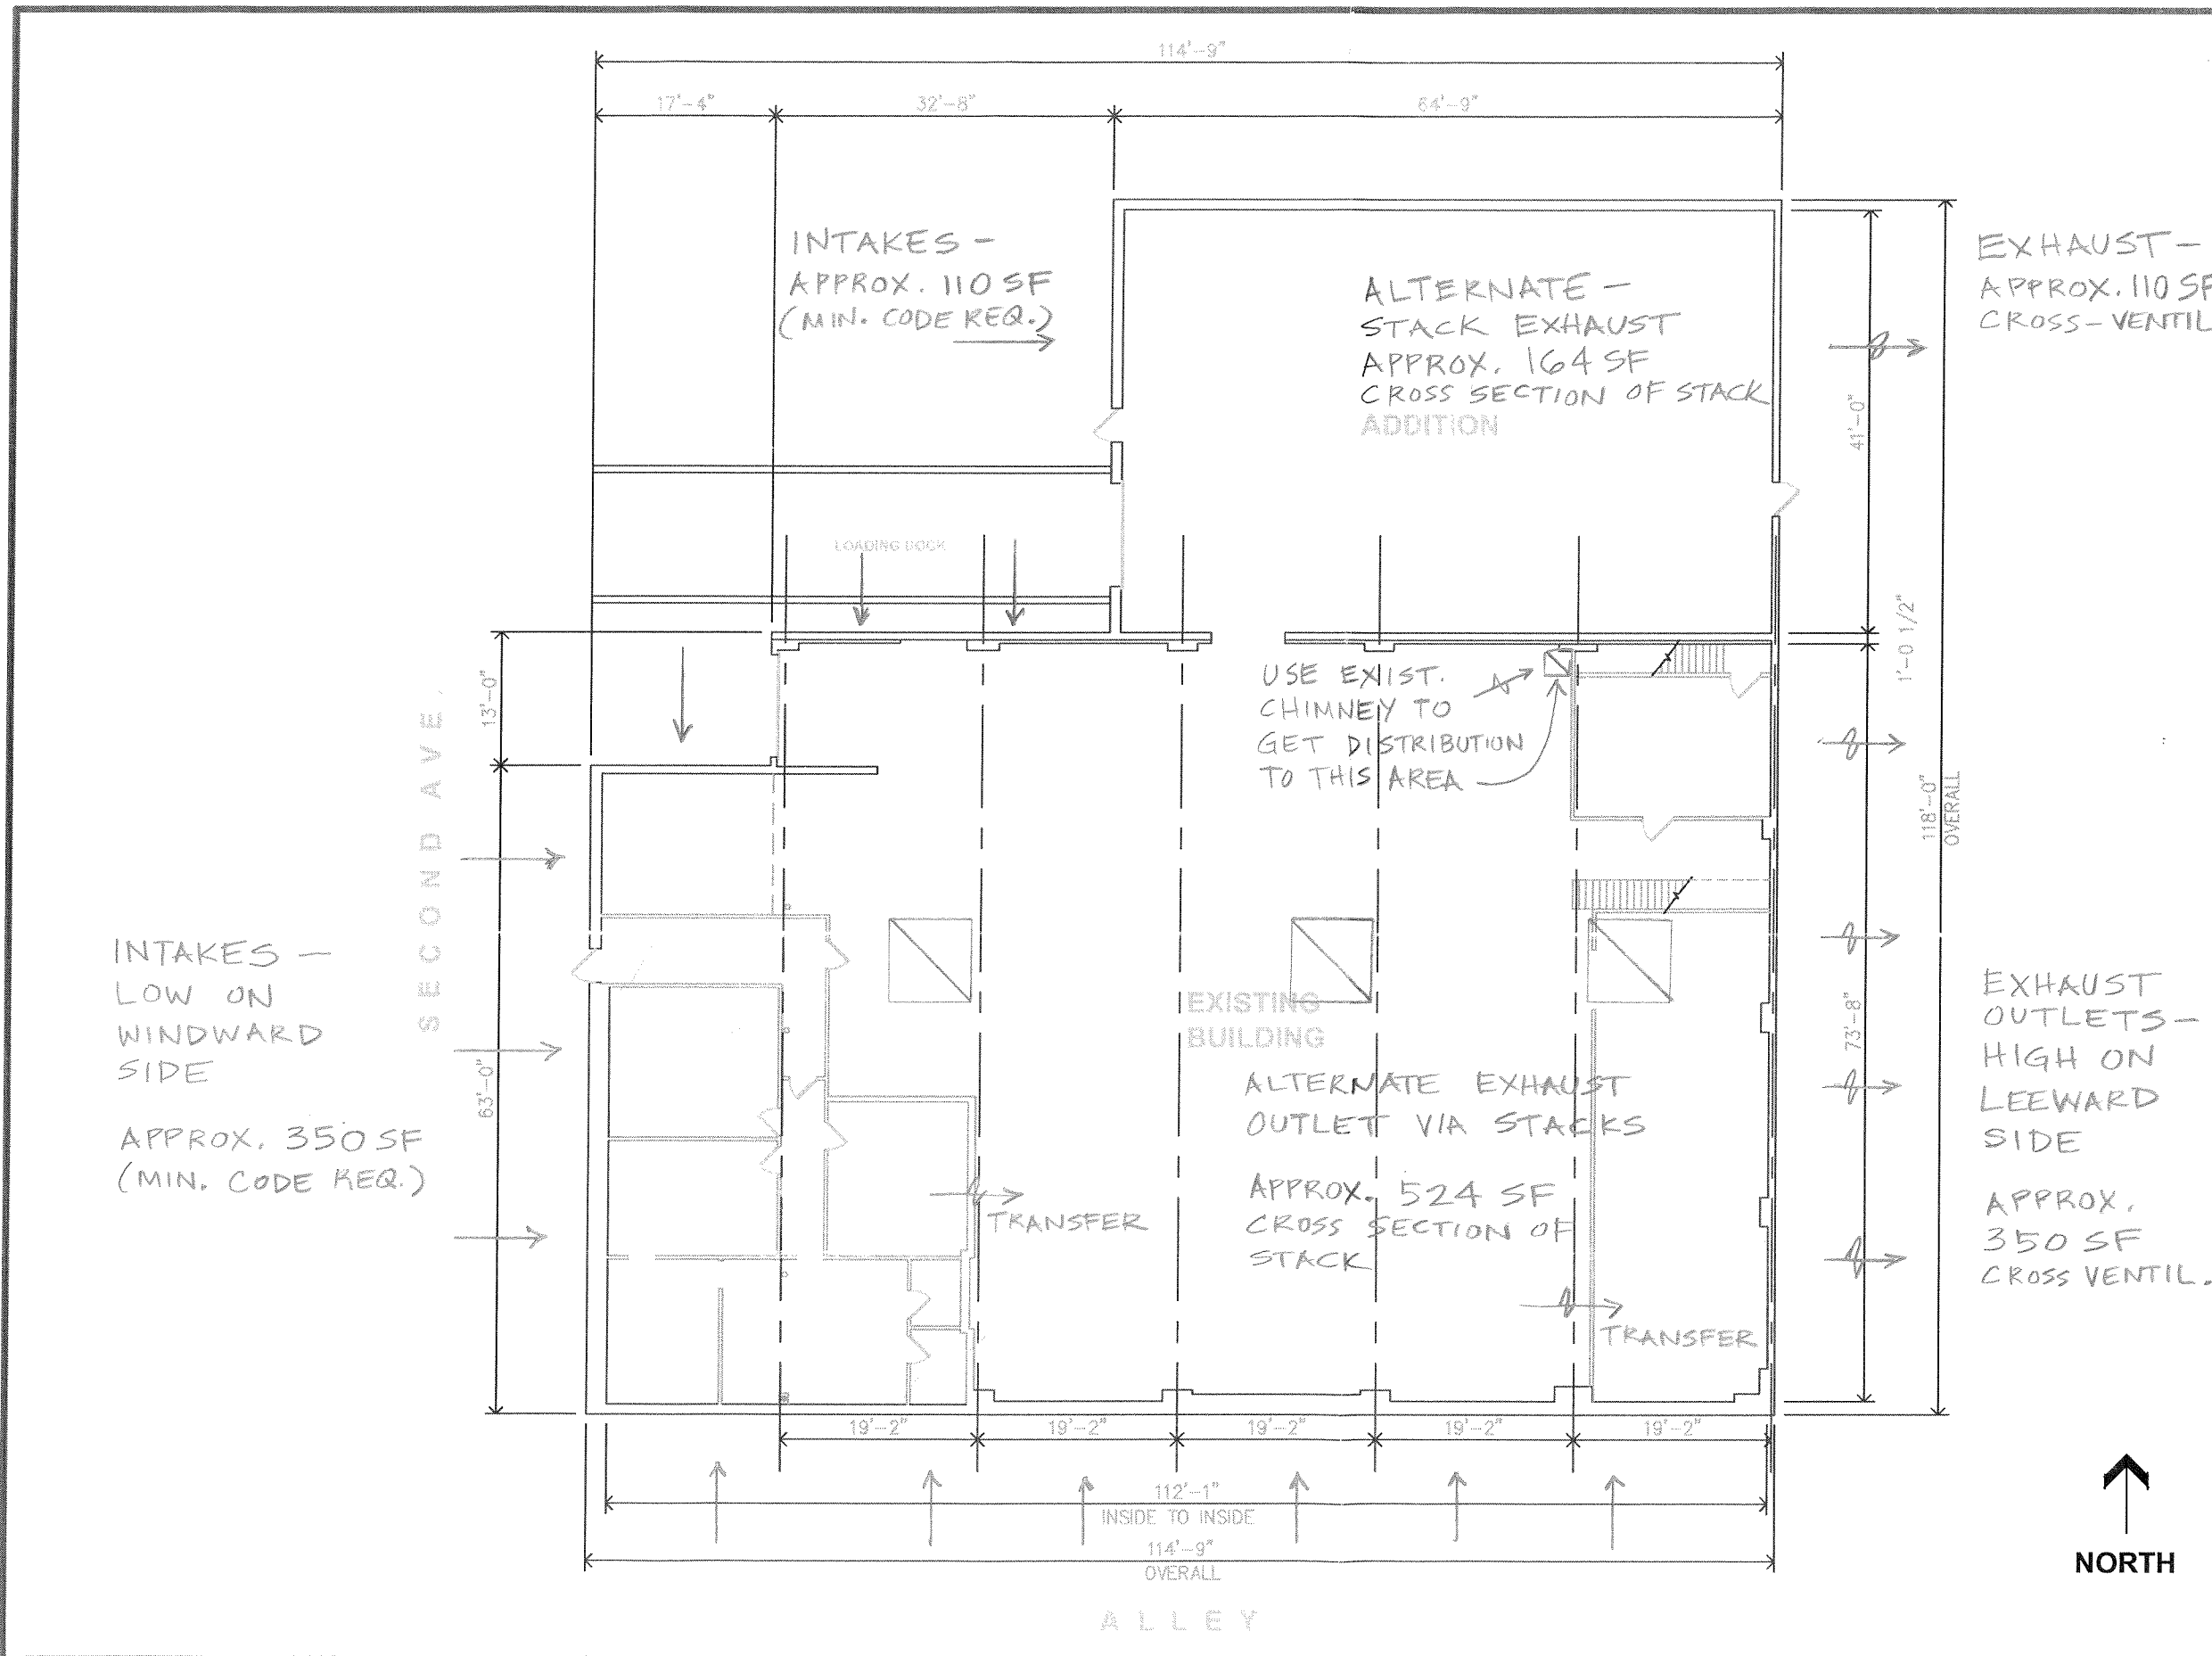 114'-9"
17'-4"
32'-8"
64'-9"
INTAKES -
APPROX. 110 SF
(MIN. CODE REQ.)
ALTERNATE -
STACK EXHAUST
APPROX. 164 SF
CROSS SECTION OF STACK
ADDITION
EXHAUST -
APPROX. 110 SF
CROSS-VENTIL
41'-0"
LOADING DOCK
1'-0 1/2"
13'-0"
USE EXIST.
CHIMNEY TO
GET DISTRIBUTION
TO THIS AREA
SECOND AVE.
118'-0"
OVERALL
INTAKES -
LOW ON
WINDWARD
SIDE
APPROX. 350 SF
(MIN. CODE REQ.)
63'-0"
EXISTING
BUILDING
ALTERNATE EXHAUST
OUTLET VIA STACKS
APPROX. 524 SF
CROSS SECTION OF
STACK
TRANSFER
TRANSFER
73'-8"
EXHAUST
OUTLETS-
HIGH ON
LEEWARD
SIDE
APPROX.
350 SF
CROSS VENTIL.
19'-2"
19'-2"
19'-2"
19'-2"
19'-2"
112'-1"
INSIDE TO INSIDE
114'-9"
OVERALL
ALLEY
NORTH